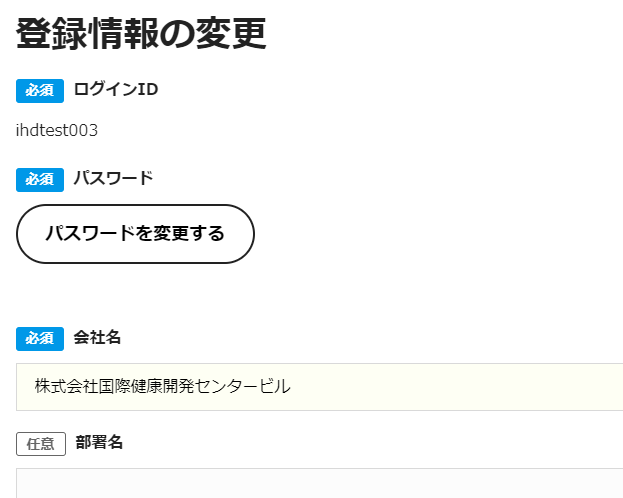 登録情報の変更
必須 ログインID
ihdtest003
必須 パスワード
パスワードを変更する
必須 会社名
株式会社国際健康開発センタービル
任意 部署名